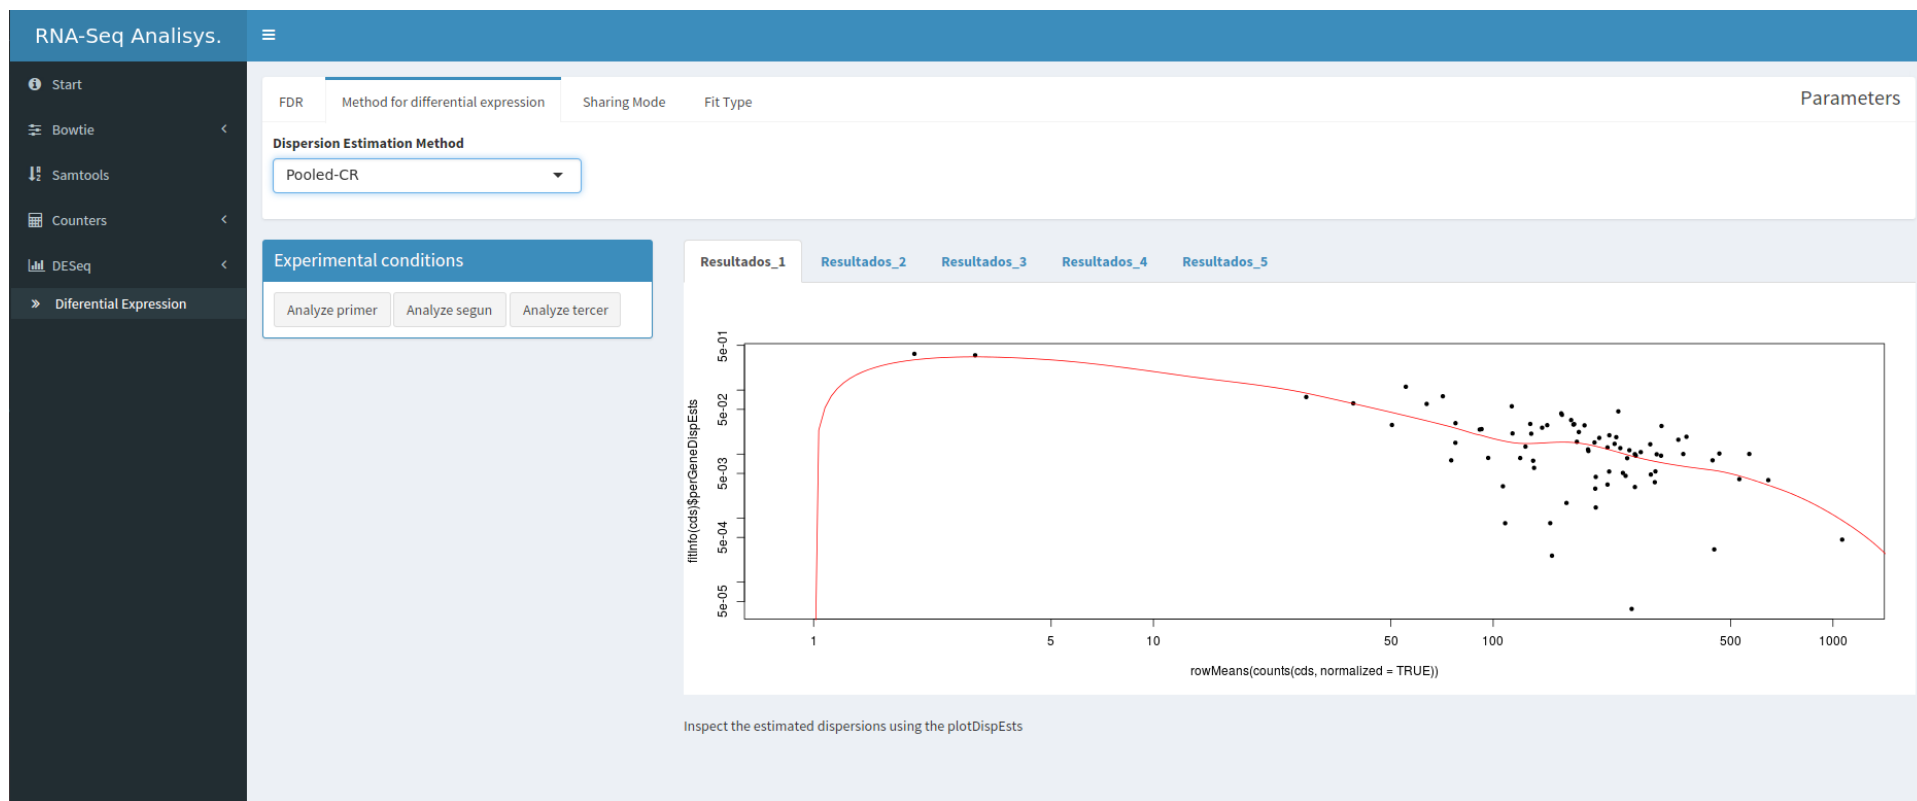 RNA-Seq Analisys.
Start
Bowtie
Samtools
Counters
DESeq
Diferential Expression
FDR Method for differential expression Sharing Mode Fit Type Parameters
Dispersion Estimation Method
Pooled-CR
Experimental conditions
Analyze primer Analyze segun Analyze tercer
Resultados_1 Resultados_2 Resultados_3 Resultados_4 Resultados_5
fitInfo(cds)$perGeneDispEsts
5e-01
5e-02
5e-03
5e-04
5e-05
1 5 10 50 100 500 1000
rowMeans(counts(cds, normalized = TRUE))
Inspect the estimated dispersions using the plotDispEsts